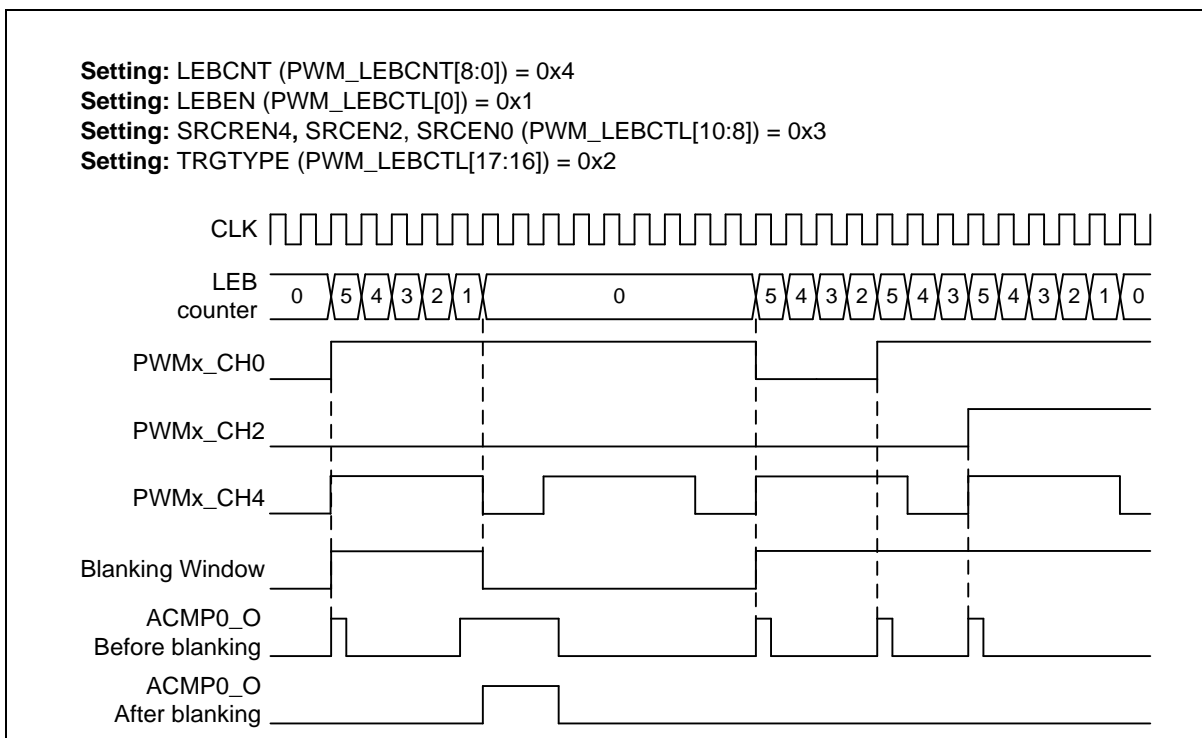 Setting: LEBCNT (PWM_LEBCNT[8:0]) = 0x4
Setting: LEBEN (PWM_LEBCTL[0]) = 0x1
Setting: SRCREN4, SRCEN2, SRCEN0 (PWM_LEBCTL[10:8]) = 0x3
Setting: TRGTYPE (PWM_LEBCTL[17:16]) = 0x2
CLK
LEB
counter
0 5 4 3 2 1 0 5 4 3 2 5 4 3 5 4 3 2 1 0
PWMx_CH0
PWMx_CH2
PWMx_CH4
Blanking Window
ACMP0_O
Before blanking
ACMP0_O
After blanking